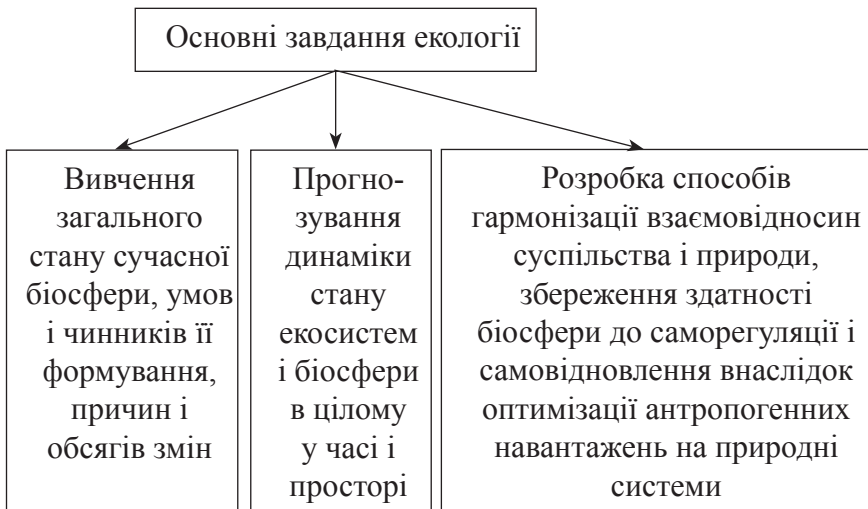 Основні завдання екології
Вивчення
загального
стану сучасної
біосфери, умов
і чинників її
формування,
причин і
обсягів змін
Прогно-
зування
динаміки
стану
екосистем
і біосфери
в цілому
у часі і
просторі
Розробка способів
гармонізації взаємовідносин
суспільства і природи,
збереження здатності
біосфери до саморегуляції і
самовідновлення внаслідок
оптимізації антропогенних
навантажень на природні
системи